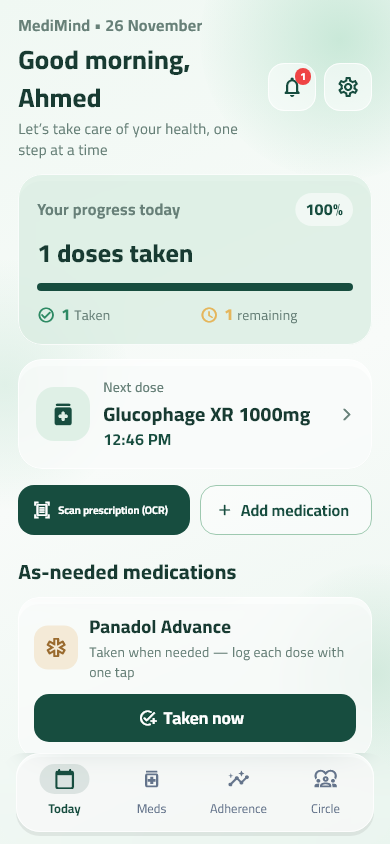 MediMind • 26 November
Good morning,
Ahmed
1
Let's take care of your health, one
step at a time
Your progress today
100%
1 doses taken
1 Taken
1 remaining
Next dose
Glucophage XR 1000mg
12:46 PM
Scan prescription (OCR)
+ Add medication
As-needed medications
Panadol Advance
Taken when needed — log each dose with
one tap
Taken now
Today
Meds
Adherence
Circle